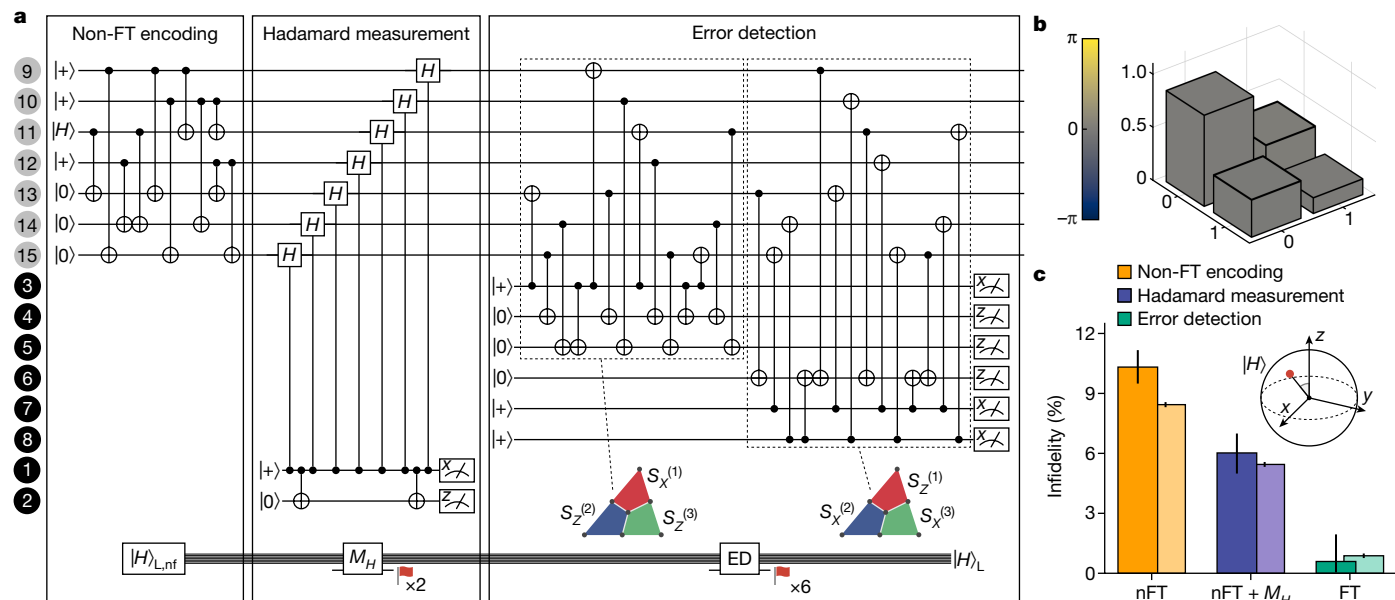 a
Non-FT encoding
Hadamard measurement
Error detection
9 |+⟩ H
10 |+⟩ H
11 |H⟩ H
12 |+⟩ H
13 |0⟩ H
14 |0⟩ H
15 |0⟩ H
3 |+⟩ X
4 |0⟩ Z
5 |0⟩ Z
6 |0⟩ Z
7 |+⟩ X
8 |+⟩ X
1 |+⟩ X
2 |0⟩ Z
S_X^(1)
S_Z^(2) S_Z^(3)
S_Z^(1)
S_X^(2) S_X^(3)
|H⟩_L,nf M_H ×2 ED ×6 |H⟩_L
b
π
0
−π
1.0
0.5
0
0
1
0
1
c
Non-FT encoding
Hadamard measurement
Error detection
Infidelity (%)
12
9
6
3
0
|H⟩
z
x
y
nFT nFT + M_H FT